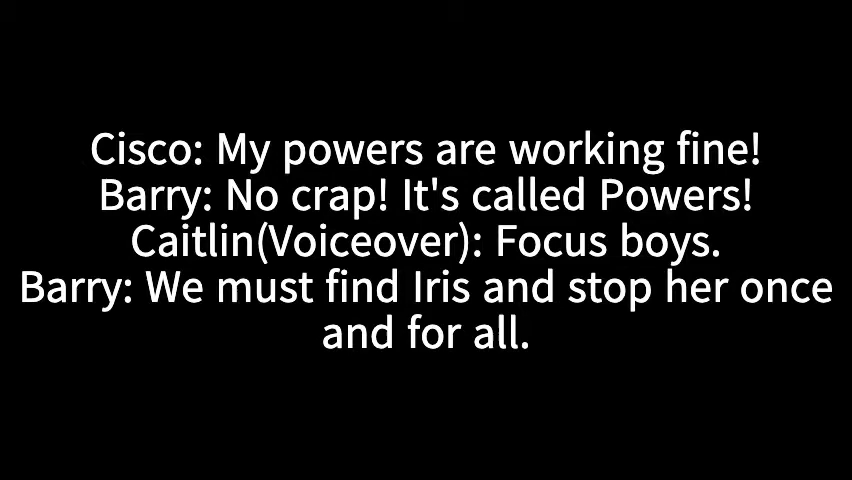 Cisco: My powers are working fine!
Barry: No crap! It's called Powers!
Caitlin(Voiceover): Focus boys.
Barry: We must find Iris and stop her once
and for all.